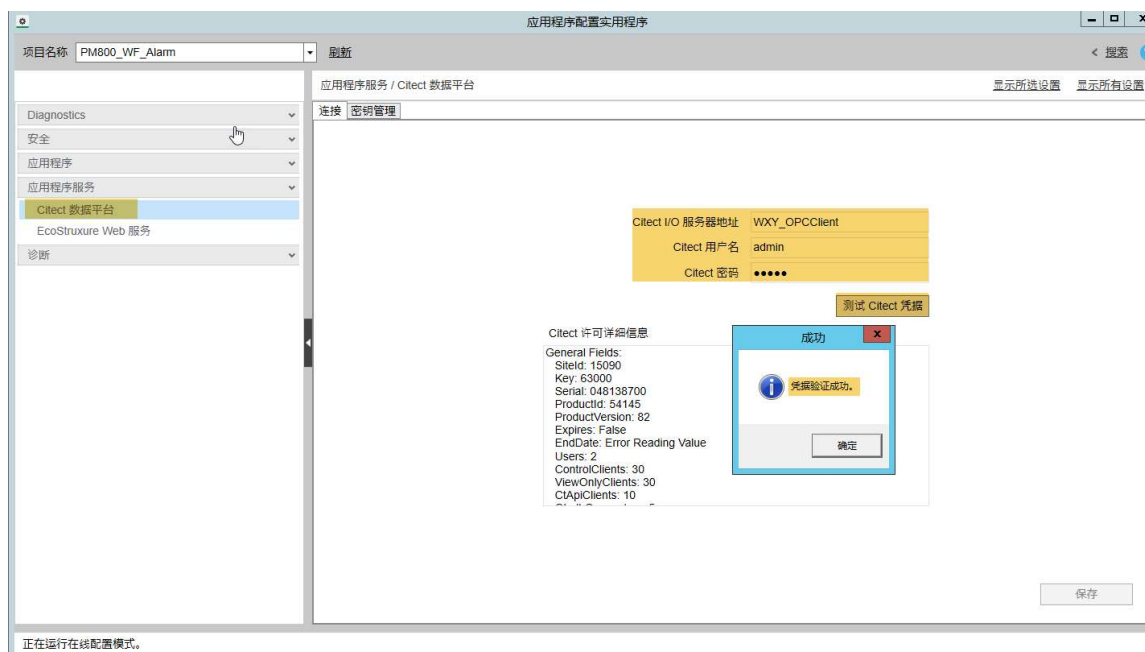 应用程序配置实用程序
项目名称 PM800_WF_Alarm 刷新 < 搜索
应用程序服务 / Citect 数据平台 显示所选设置 显示所有设置
连接 密钥管理
Diagnostics
安全
应用程序
应用程序服务
Citect 数据平台
EcoStruxure Web 服务
诊断
Citect I/O 服务器地址 WXY_OPCClient
Citect 用户名 admin
Citect 密码 •••••
测试 Citect 凭据
Citect 许可详细信息
General Fields:
SiteId: 15090
Key: 63000
Serial: 048138700
ProductId: 54145
ProductVersion: 82
Expires: False
EndDate: Error Reading Value
Users: 2
ControlClients: 30
ViewOnlyClients: 30
CtApiClients: 10
成功
x
凭据验证成功。
确定
保存
正在运行在线配置模式。